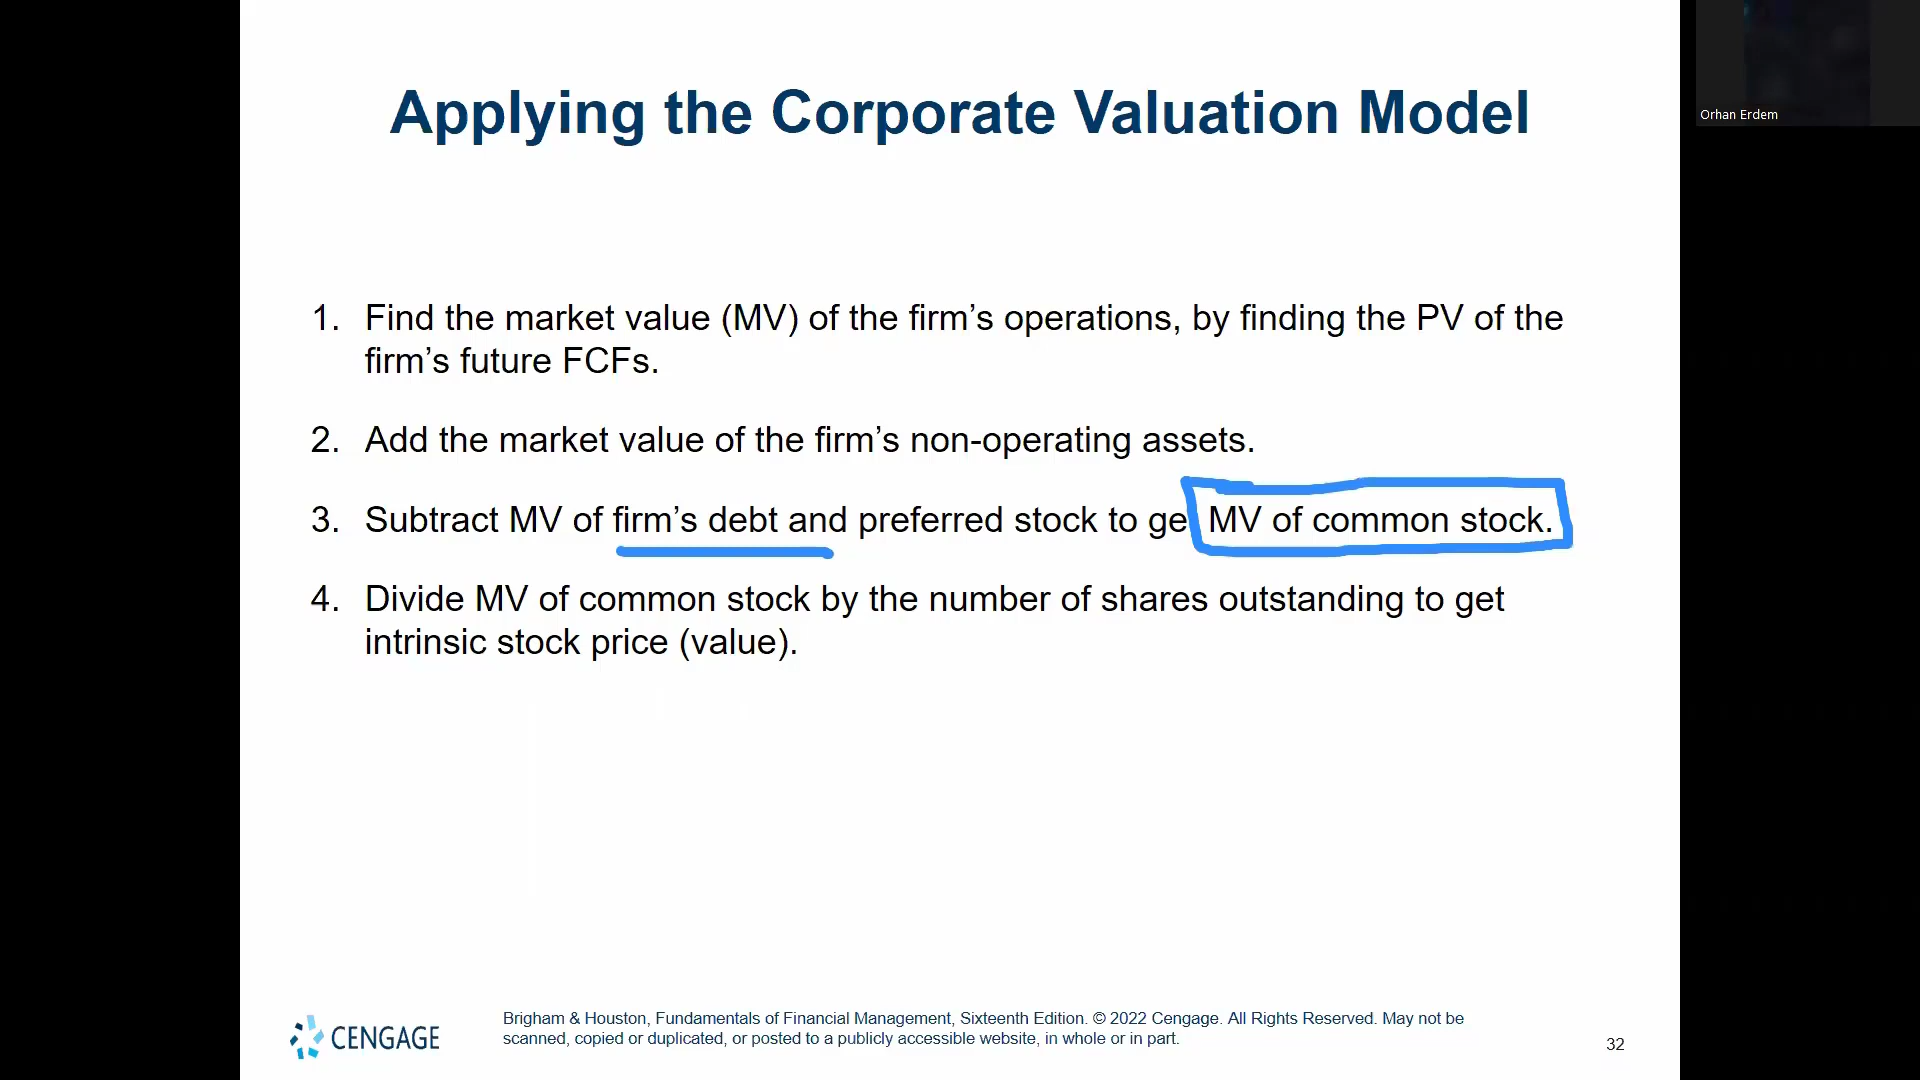 Applying the Corporate Valuation Model
Orhan Erdem
1. Find the market value (MV) of the firm’s operations, by finding the PV of the
firm’s future FCFs.
2. Add the market value of the firm’s non-operating assets.
3. Subtract MV of firm’s debt and preferred stock to ge MV of common stock.
4. Divide MV of common stock by the number of shares outstanding to get
intrinsic stock price (value).
CENGAGE
Brigham & Houston, Fundamentals of Financial Management, Sixteenth Edition. © 2022 Cengage. All Rights Reserved. May not be
scanned, copied or duplicated, or posted to a publicly accessible website, in whole or in part.
32